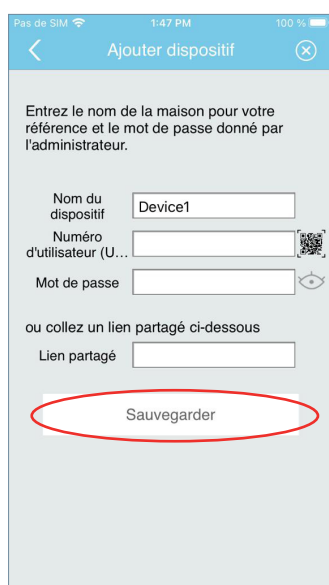 Pas de SIM 1:47 PM 100 %
Ajouter dispositif
Entrez le nom de la maison pour votre
référence et le mot de passe donné par
l'administrateur.
Nom du
dispositif
Device1
Numéro
d'utilisateur (U...
Mot de passe
ou collez un lien partagé ci-dessous
Lien partagé
Sauvegarder